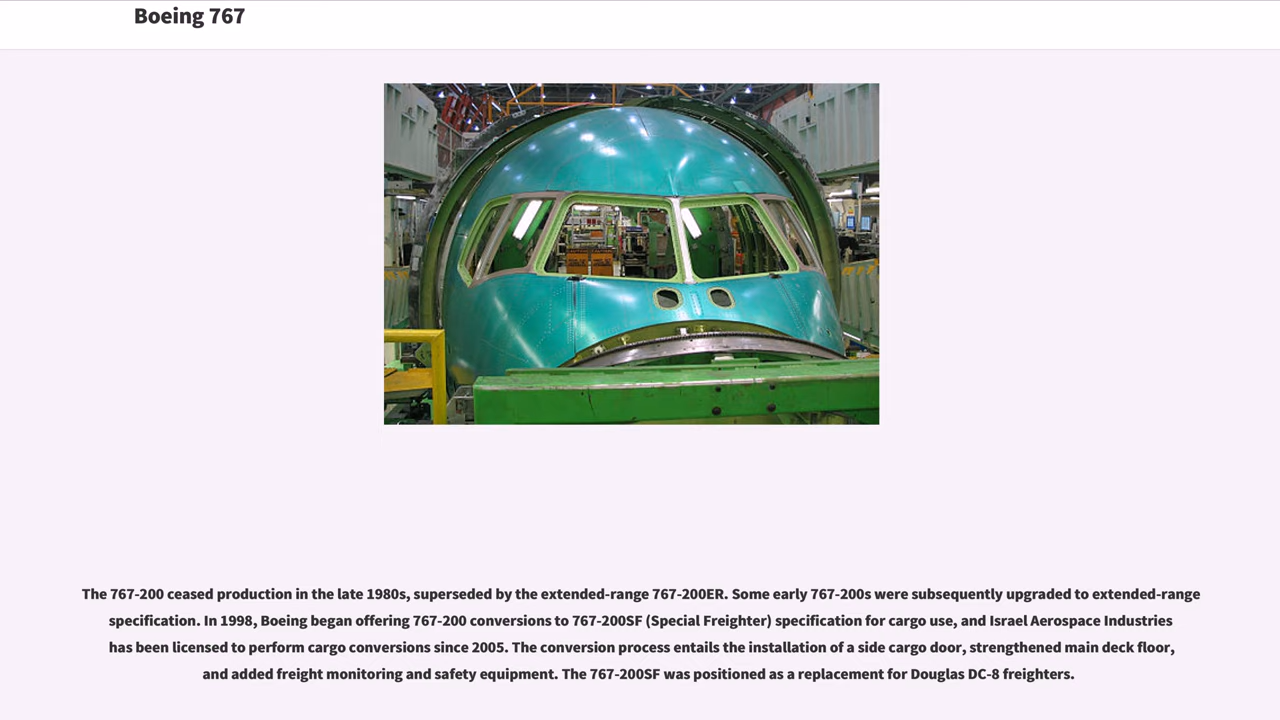 Boeing 767
The 767-200 ceased production in the late 1980s, superseded by the extended-range 767-200ER. Some early 767-200s were subsequently upgraded to extended-range
specification. In 1998, Boeing began offering 767-200 conversions to 767-200SF (Special Freighter) specification for cargo use, and Israel Aerospace Industries
has been licensed to perform cargo conversions since 2005. The conversion process entails the installation of a side cargo door, strengthened main deck floor,
and added freight monitoring and safety equipment. The 767-200SF was positioned as a replacement for Douglas DC-8 freighters.